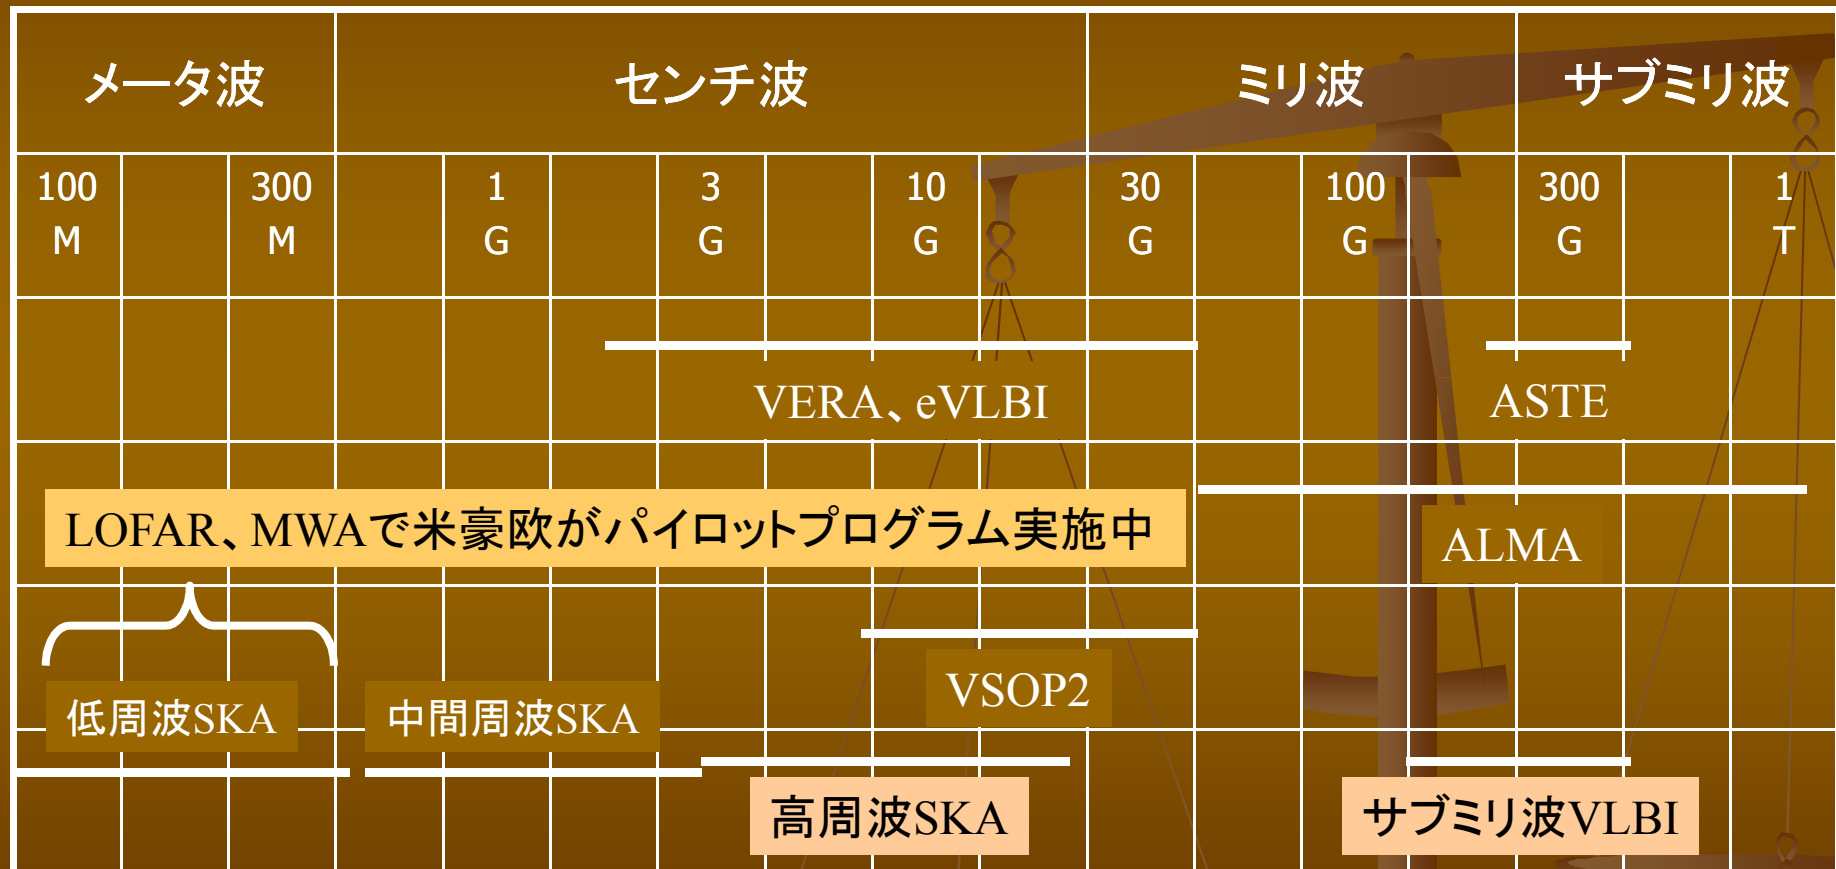 メータ波 センチ波 ミリ波 サブミリ波
100 300 1 3 10 30 100 300 1
M M G G G G G G T
VERA、eVLBI ASTE
LOFAR、MWAで米豪欧がパイロットプログラム実施中
ALMA
VSOP2
低周波SKA 中間周波SKA
高周波SKA サブミリ波VLBI